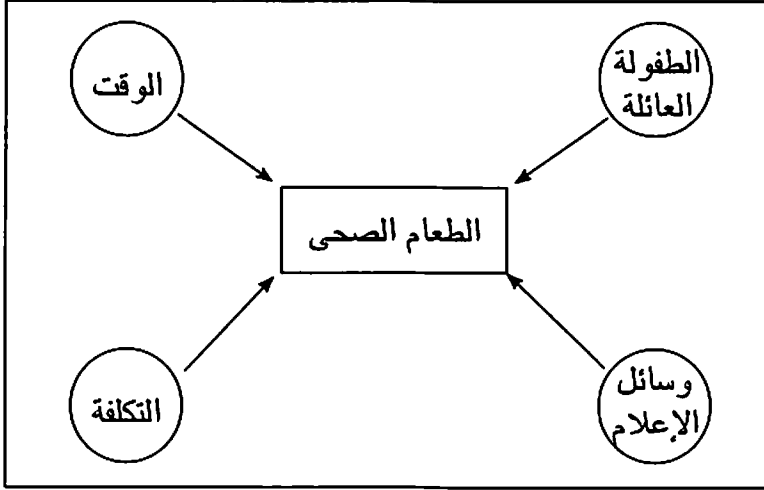 الطفولة
العائلة
الوقت
الطعام الصحى
وسائل
الإعلام
التكلفة